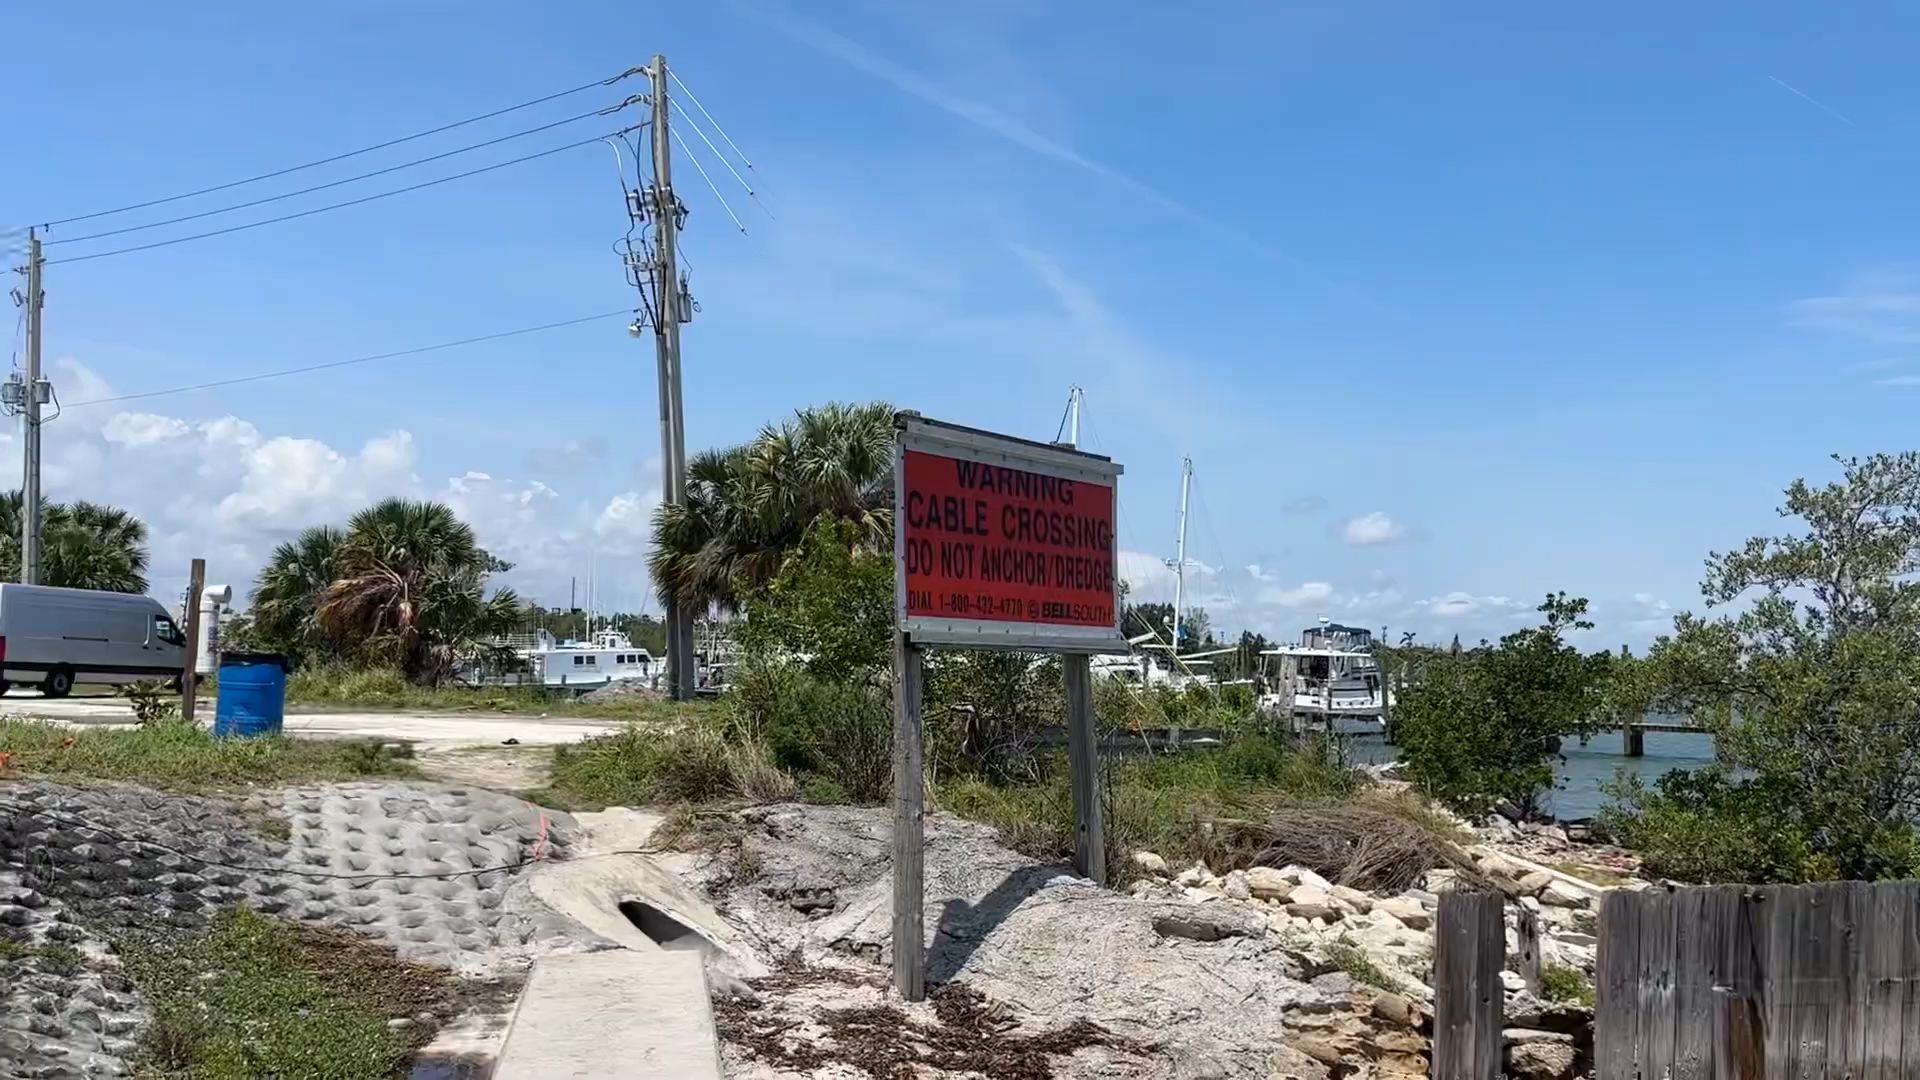 WARNING
CABLE CROSSING
DO NOT ANCHOR/DREDGE
DIAL 1-800-432-4770 BELLSOUTH